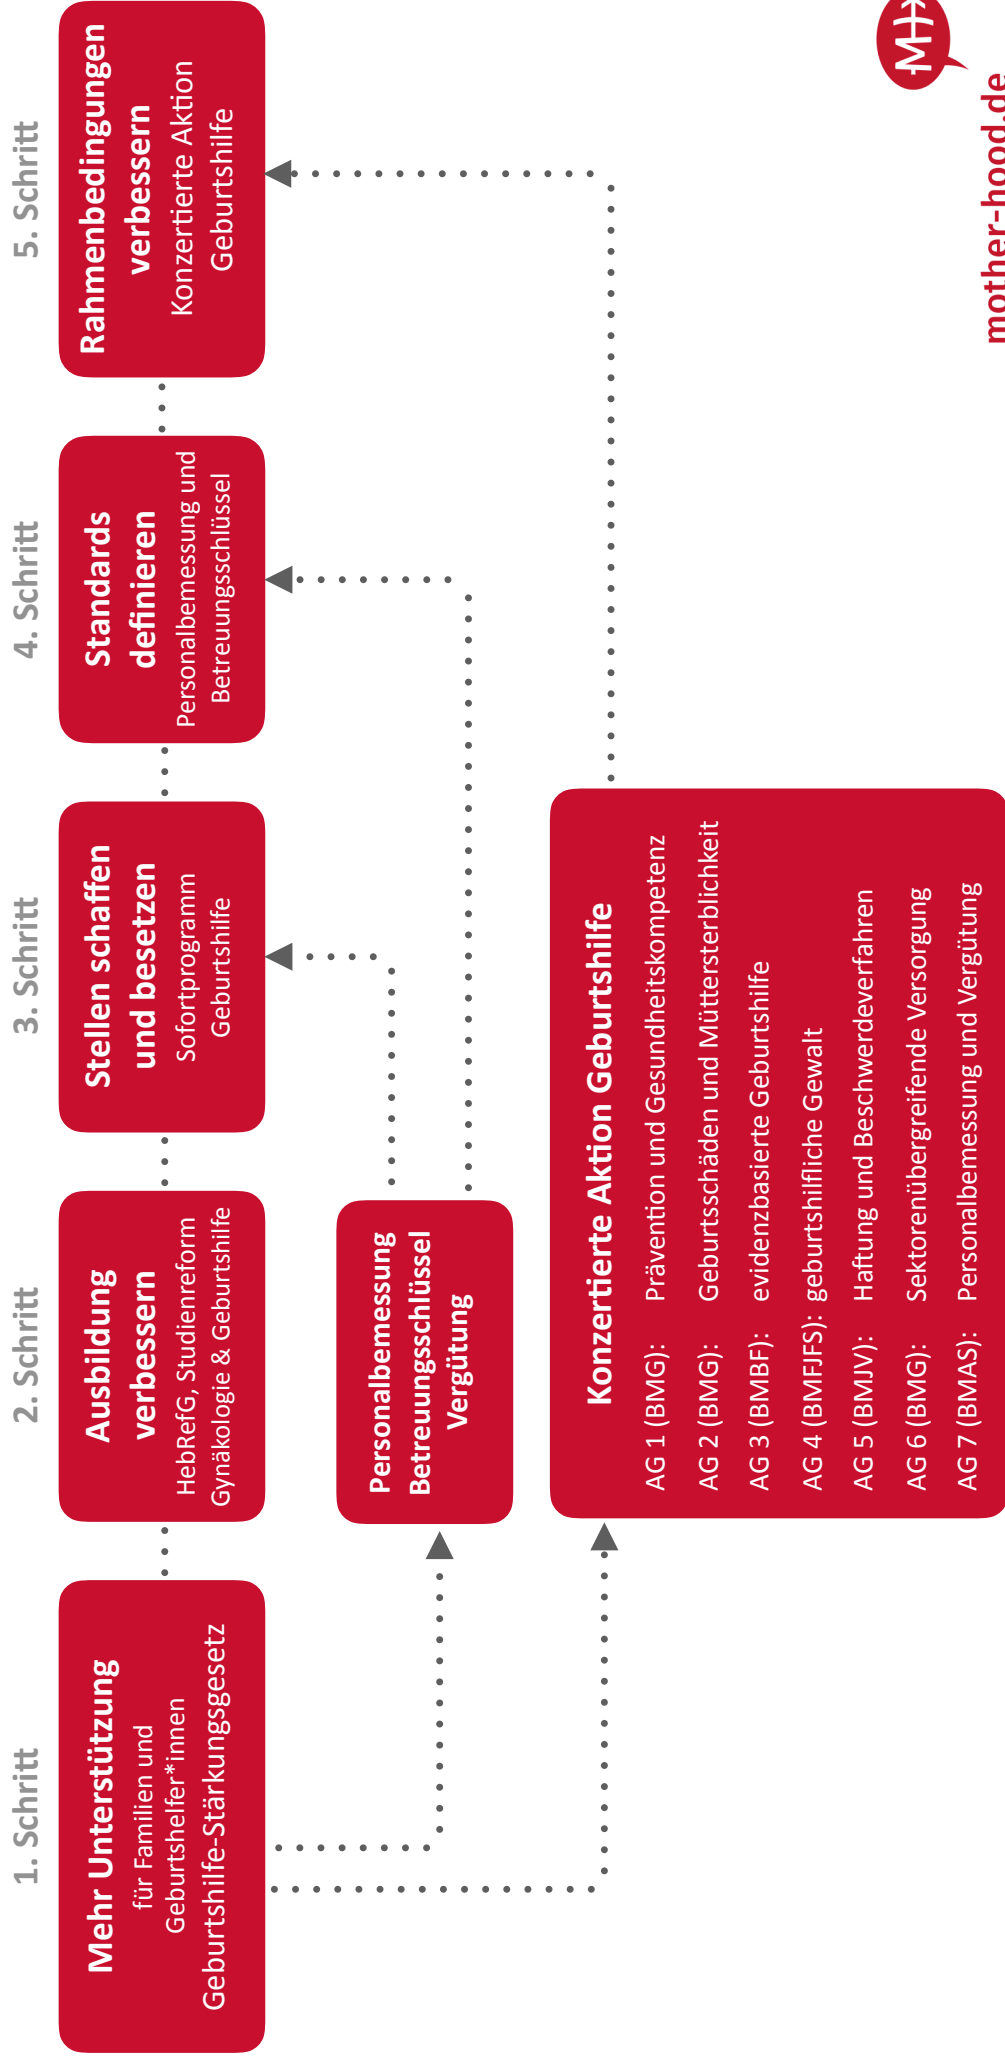 1. Schritt
Mehr Unterstützung
für Familien und
Geburtshelfer*innen
Geburtshilfe-Stärkungsgesetz
2. Schritt
Ausbildung
verbessern
HebRefG, Studienreform
Gynäkologie & Geburtshilfe
3. Schritt
Stellen schaffen
und besetzen
Sofortprogramm
Geburtshilfe
4. Schritt
Standards
definieren
Personalbemessung und
Betreuungsschlüssel
5. Schritt
Rahmenbedingungen
verbessern
Konzertierte Aktion
Geburtshilfe
Personalbemessung
Betreuungsschlüssel
Vergütung
Konzertierte Aktion Geburtshilfe
AG 1 (BMG): Prävention und Gesundheitskompetenz
AG 2 (BMG): Geburtsschäden und Müttersterblichkeit
AG 3 (BMBF): evidenzbasierte Geburtshilfe
AG 4 (BMFJFS): geburtshilfliche Gewalt
AG 5 (BMJV): Haftung und Beschwerdeverfahren
AG 6 (BMG): Sektorenübergreifende Versorgung
AG 7 (BMAS): Personalbemessung und Vergütung
mother-hood.de